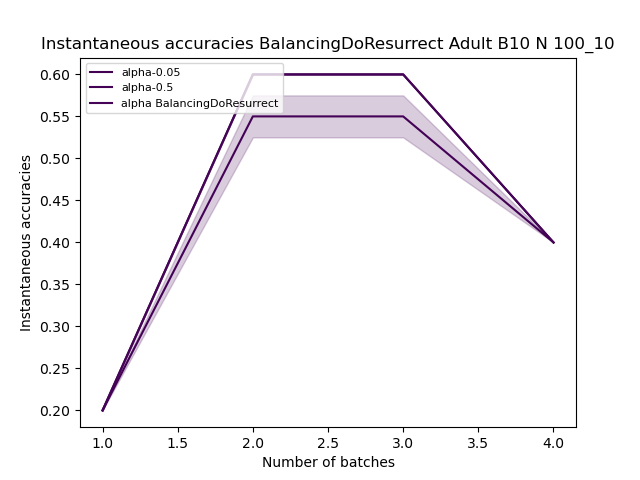 Instantaneous accuracies BalancingDoResurrect Adult B10 N 100_10
alpha-0.05
alpha-0.5
alpha BalancingDoResurrect
0.60
0.55
0.50
0.45
0.40
0.35
0.30
0.25
0.20
Instantaneous accuracies
1.0 1.5 2.0 2.5 3.0 3.5 4.0
Number of batches